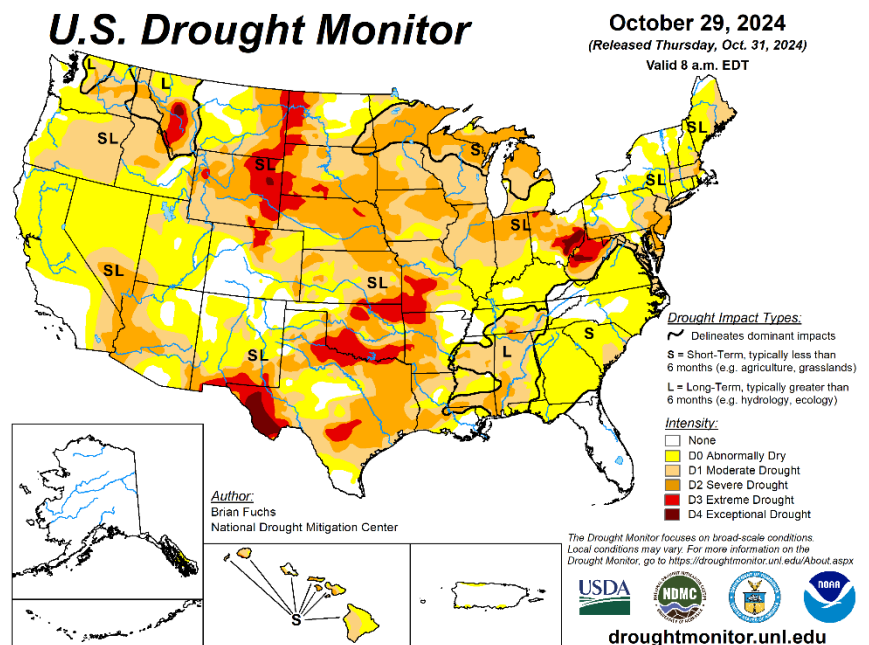 U.S. Drought Monitor
October 29, 2024
(Released Thursday, Oct. 31, 2024)
Valid 8 a.m. EDT
L
L
SL
SL
S
SL
SL
SL
SL
SL
SL
S
L
Drought Impact Types:
Delineates dominant impacts
S = Short-Term, typically less than
6 months (e.g. agriculture, grasslands)
L = Long-Term, typically greater than
6 months (e.g. hydrology, ecology)
Intensity:
None
D0 Abnormally Dry
D1 Moderate Drought
D2 Severe Drought
D3 Extreme Drought
D4 Exceptional Drought
Author:
Brian Fuchs
National Drought Mitigation Center
S
The Drought Monitor focuses on broad-scale conditions.
Local conditions may vary. For more information on the
Drought Monitor, go to https://droughtmonitor.unl.edu/About.aspx
USDA
NDMC
NOAA
droughtmonitor.unl.edu